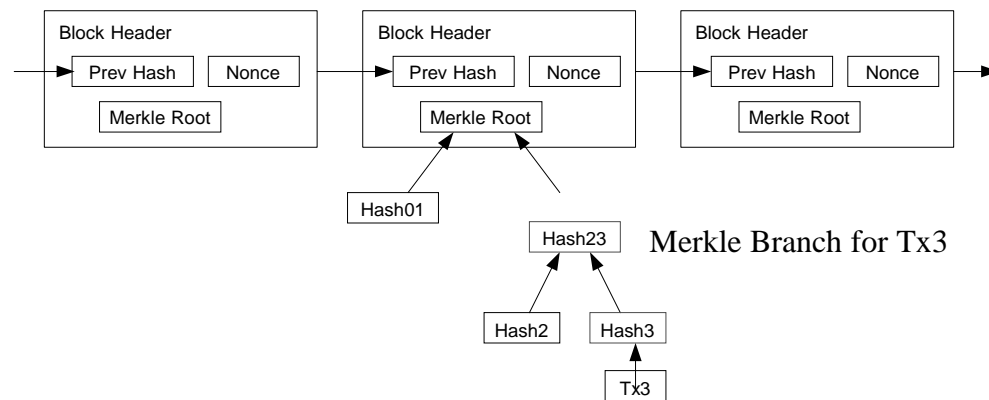 Block Header
Block Header
Block Header
Prev Hash
Nonce
Prev Hash
Nonce
Prev Hash
Nonce
Merkle Root
Merkle Root
Merkle Root
Hash01
Hash23
Merkle Branch for Tx3
Hash2
Hash3
Tx3